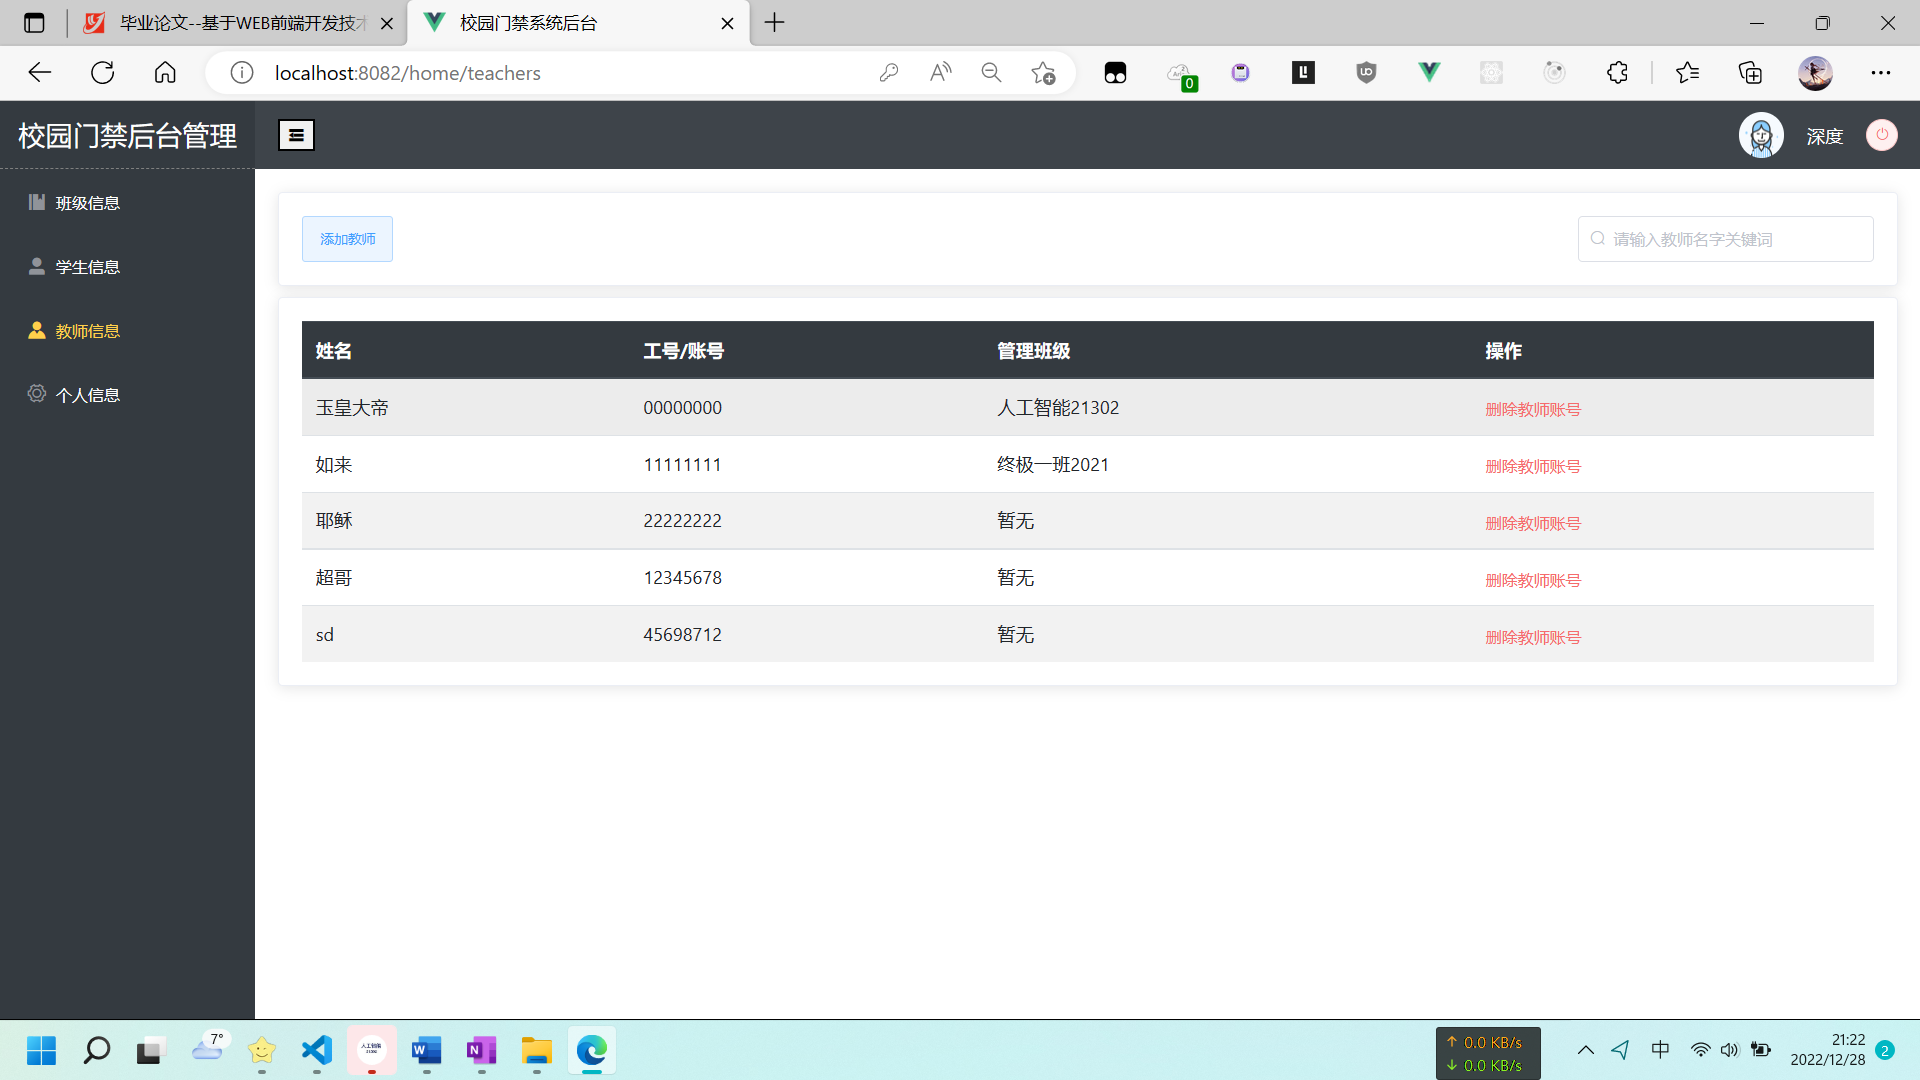 毕业论文--基于WEB前端开发技术
校园门禁系统后台
localhost:8082/home/teachers
0
校园门禁后台管理
深度
班级信息
学生信息
教师信息
个人信息
添加教师
请输入教师名字关键词
姓名 工号/账号 管理班级 操作
玉皇大帝 00000000 人工智能21302 删除教师账号
如来 11111111 终极一班2021 删除教师账号
耶稣 22222222 暂无 删除教师账号
超哥 12345678 暂无 删除教师账号
sd 45698712 暂无 删除教师账号
7°
人工智能
21302
↑ 0.0 KB/s
↓ 0.0 KB/s
中
21:22
2022/12/28
2